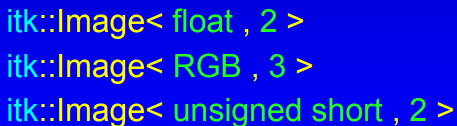 itk::Image< float , 2 >
itk::Image< RGB , 3 >
itk::Image< unsigned short , 2 >